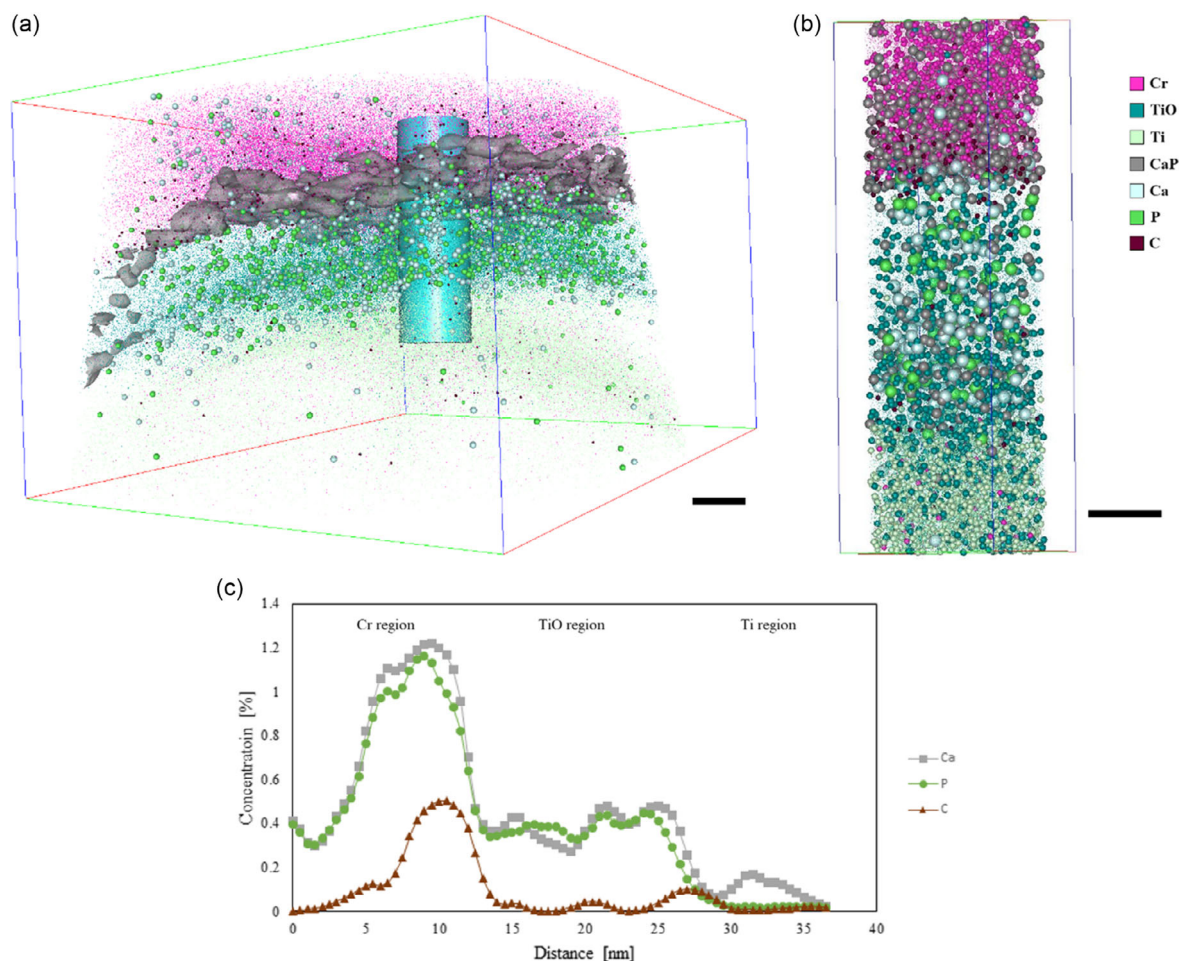 (a)
(b)
Cr
TiO
Ti
CaP
Ca
P
C
(c)
1.4
1.2
1
0.8
0.6
0.4
0.2
0
Concentratoin [%]
Cr region
TiO region
Ti region
0 5 10 15 20 25 30 35 40
Distance [nm]
Ca
P
C